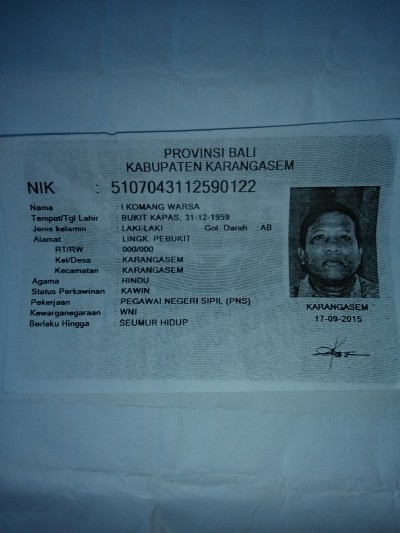 PROVINSI BALI
KABUPATEN KARANGASEM
NIK : 5107043112590122
Nama : I KOMANG WARSA
Tempat/Tgl Lahir : BUKIT KAPAS, 31-12-1959
Jenis kelamin : LAKI-LAKI Gol. Darah : AB
Alamat : LINGK. PEBUKIT
RT/RW : 000/000
Kel/Desa : KARANGASEM
Kecamatan : KARANGASEM
Agama : HINDU
Status Perkawinan : KAWIN
Pekerjaan : PEGAWAI NEGERI SIPIL (PNS)
Kewarganegaraan : WNI
Berlaku Hingga : SEUMUR HIDUP
KARANGASEM
17-09-2015